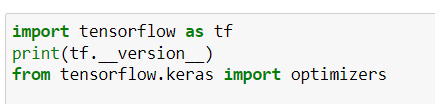 import tensorflow as tf
print(tf.__version__)
from tensorflow.keras import optimizers